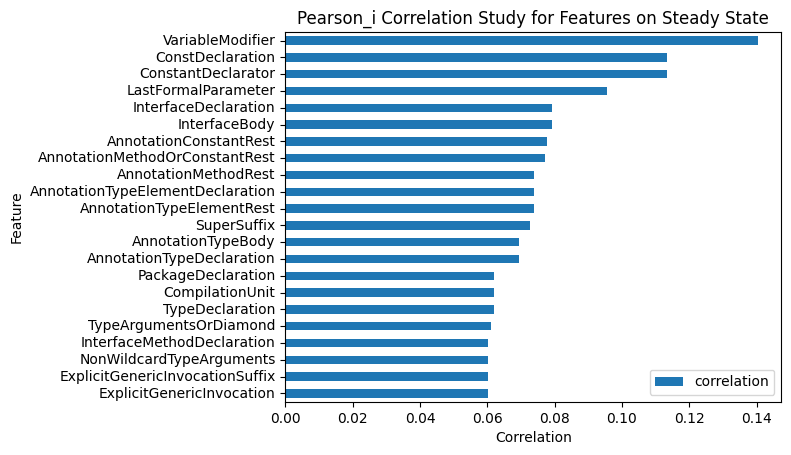 Pearson_i Correlation Study for Features on Steady State
VariableModifier
ConstDeclaration
ConstantDeclarator
LastFormalParameter
InterfaceDeclaration
InterfaceBody
AnnotationConstantRest
AnnotationMethodOrConstantRest
AnnotationMethodRest
AnnotationTypeElementDeclaration
AnnotationTypeElementRest
SuperSuffix
AnnotationTypeBody
AnnotationTypeDeclaration
PackageDeclaration
CompilationUnit
TypeDeclaration
TypeArgumentsOrDiamond
InterfaceMethodDeclaration
NonWildcardTypeArguments
ExplicitGenericInvocationSuffix
ExplicitGenericInvocation
Feature
correlation
0.00 0.02 0.04 0.06 0.08 0.10 0.12 0.14
Correlation